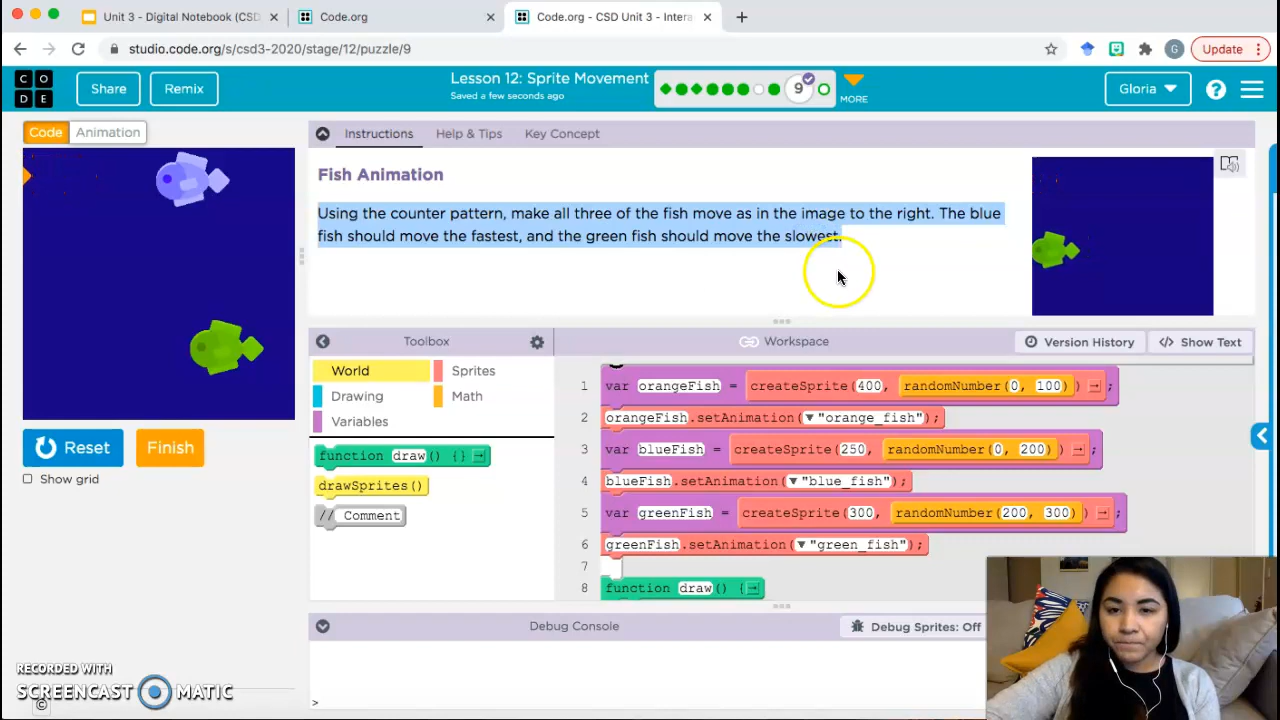 Unit 3 - Digital Notebook (CSD
Code.org
Code.org - CSD Unit 3 - Intera
studio.code.org/s/csd3-2020/stage/12/puzzle/9
G
Update
C O
D E
Share
Remix
Lesson 12: Sprite Movement
Saved a few seconds ago
9
MORE
Gloria
?
Code
Animation
Instructions
Help & Tips
Key Concept
Fish Animation
Using the counter pattern, make all three of the fish move as in the image to the right. The blue
fish should move the fastest, and the green fish should move the slowest.
Toolbox
Workspace
Version History
</> Show Text
World
Sprites
Drawing
Math
Variables
function draw() {}
drawSprites()
// Comment
1 var orangeFish = createSprite(400, randomNumber(0, 100));
2 orangeFish.setAnimation("orange_fish");
3 var blueFish = createSprite(250, randomNumber(0, 200));
4 blueFish.setAnimation("blue_fish");
5 var greenFish = createSprite(300, randomNumber(200, 300));
6 greenFish.setAnimation("green_fish");
7
8 function draw() {
Reset
Finish
Show grid
Debug Console
Debug Sprites: Off
>
RECORDED WITH
SCREENCAST MATIC
©